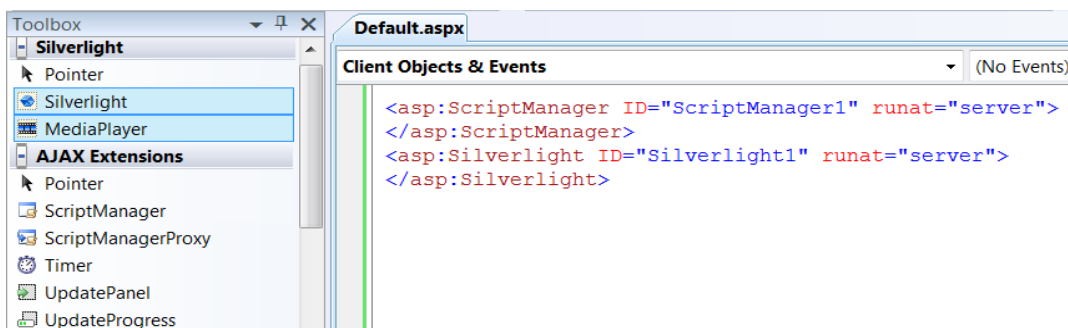 Toolbox
Silverlight
Pointer
Silverlight
MediaPlayer
AJAX Extensions
Pointer
ScriptManager
ScriptManagerProxy
Timer
UpdatePanel
UpdateProgress
Default.aspx
Client Objects & Events (No Events)
<asp:ScriptManager ID="ScriptManager1" runat="server">
</asp:ScriptManager>
<asp:Silverlight ID="Silverlight1" runat="server">
</asp:Silverlight>